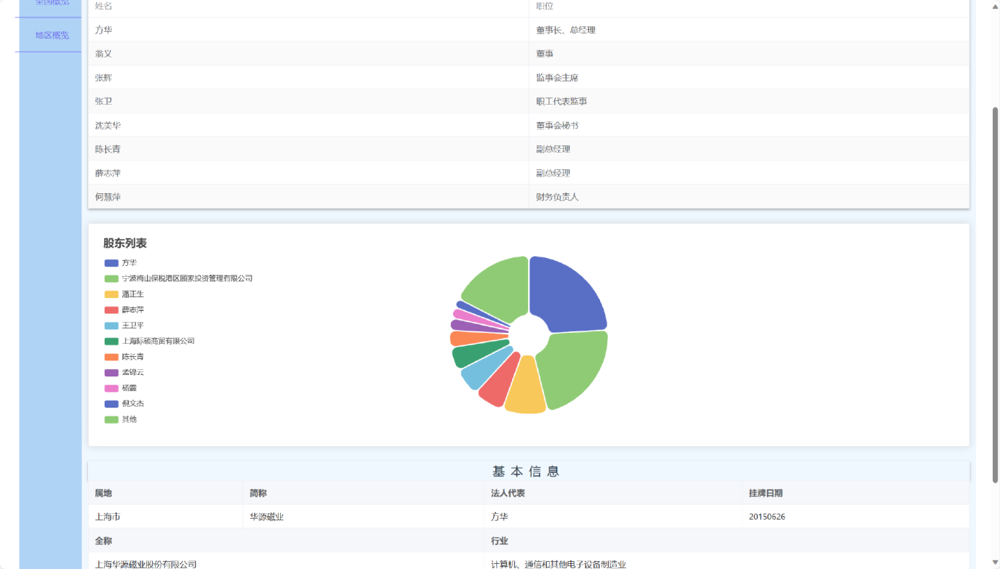 全国概览
地区概览
姓名 职位
方华 董事长、总经理
翁义 董事
张辉 监事会主席
张卫 职工代表监事
沈美华 董事会秘书
陈长青 副总经理
薛志萍 副总经理
何慧萍 财务负责人
股东列表
方华
宁波梅山保税港区顾家投资管理有限公司
潘正生
薛志萍
王卫平
上海际硕商贸有限公司
陈长青
孟锦云
杨震
倪文杰
其他
基本信息
属地 简称 法人代表 挂牌日期
上海市 华源磁业 方华 20150626
全称 行业
上海华源磁业股份有限公司 计算机、通信和其他电子设备制造业